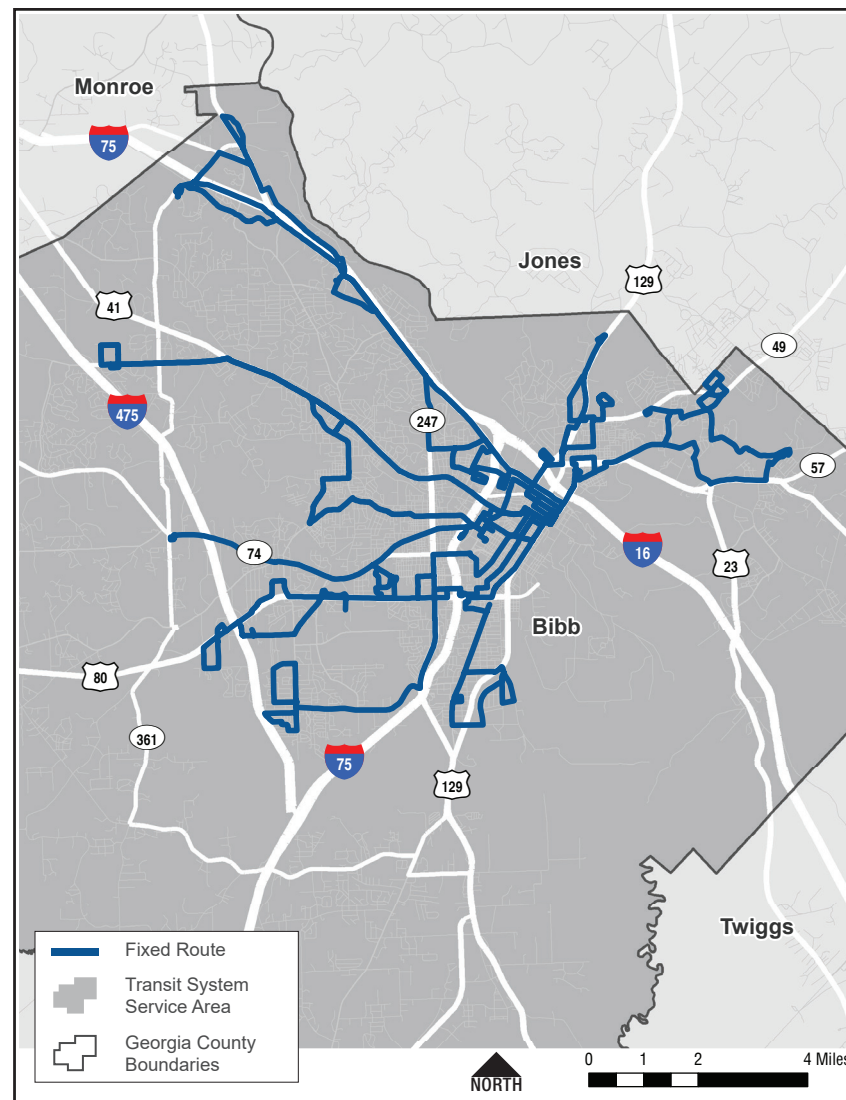 Monroe
75
Jones
129
41
49
475
247
57
74
16
23
Bibb
80
361
75
129
Twiggs
Fixed Route
Transit System
Service Area
Georgia County
Boundaries
NORTH
0 1 2 4 Miles